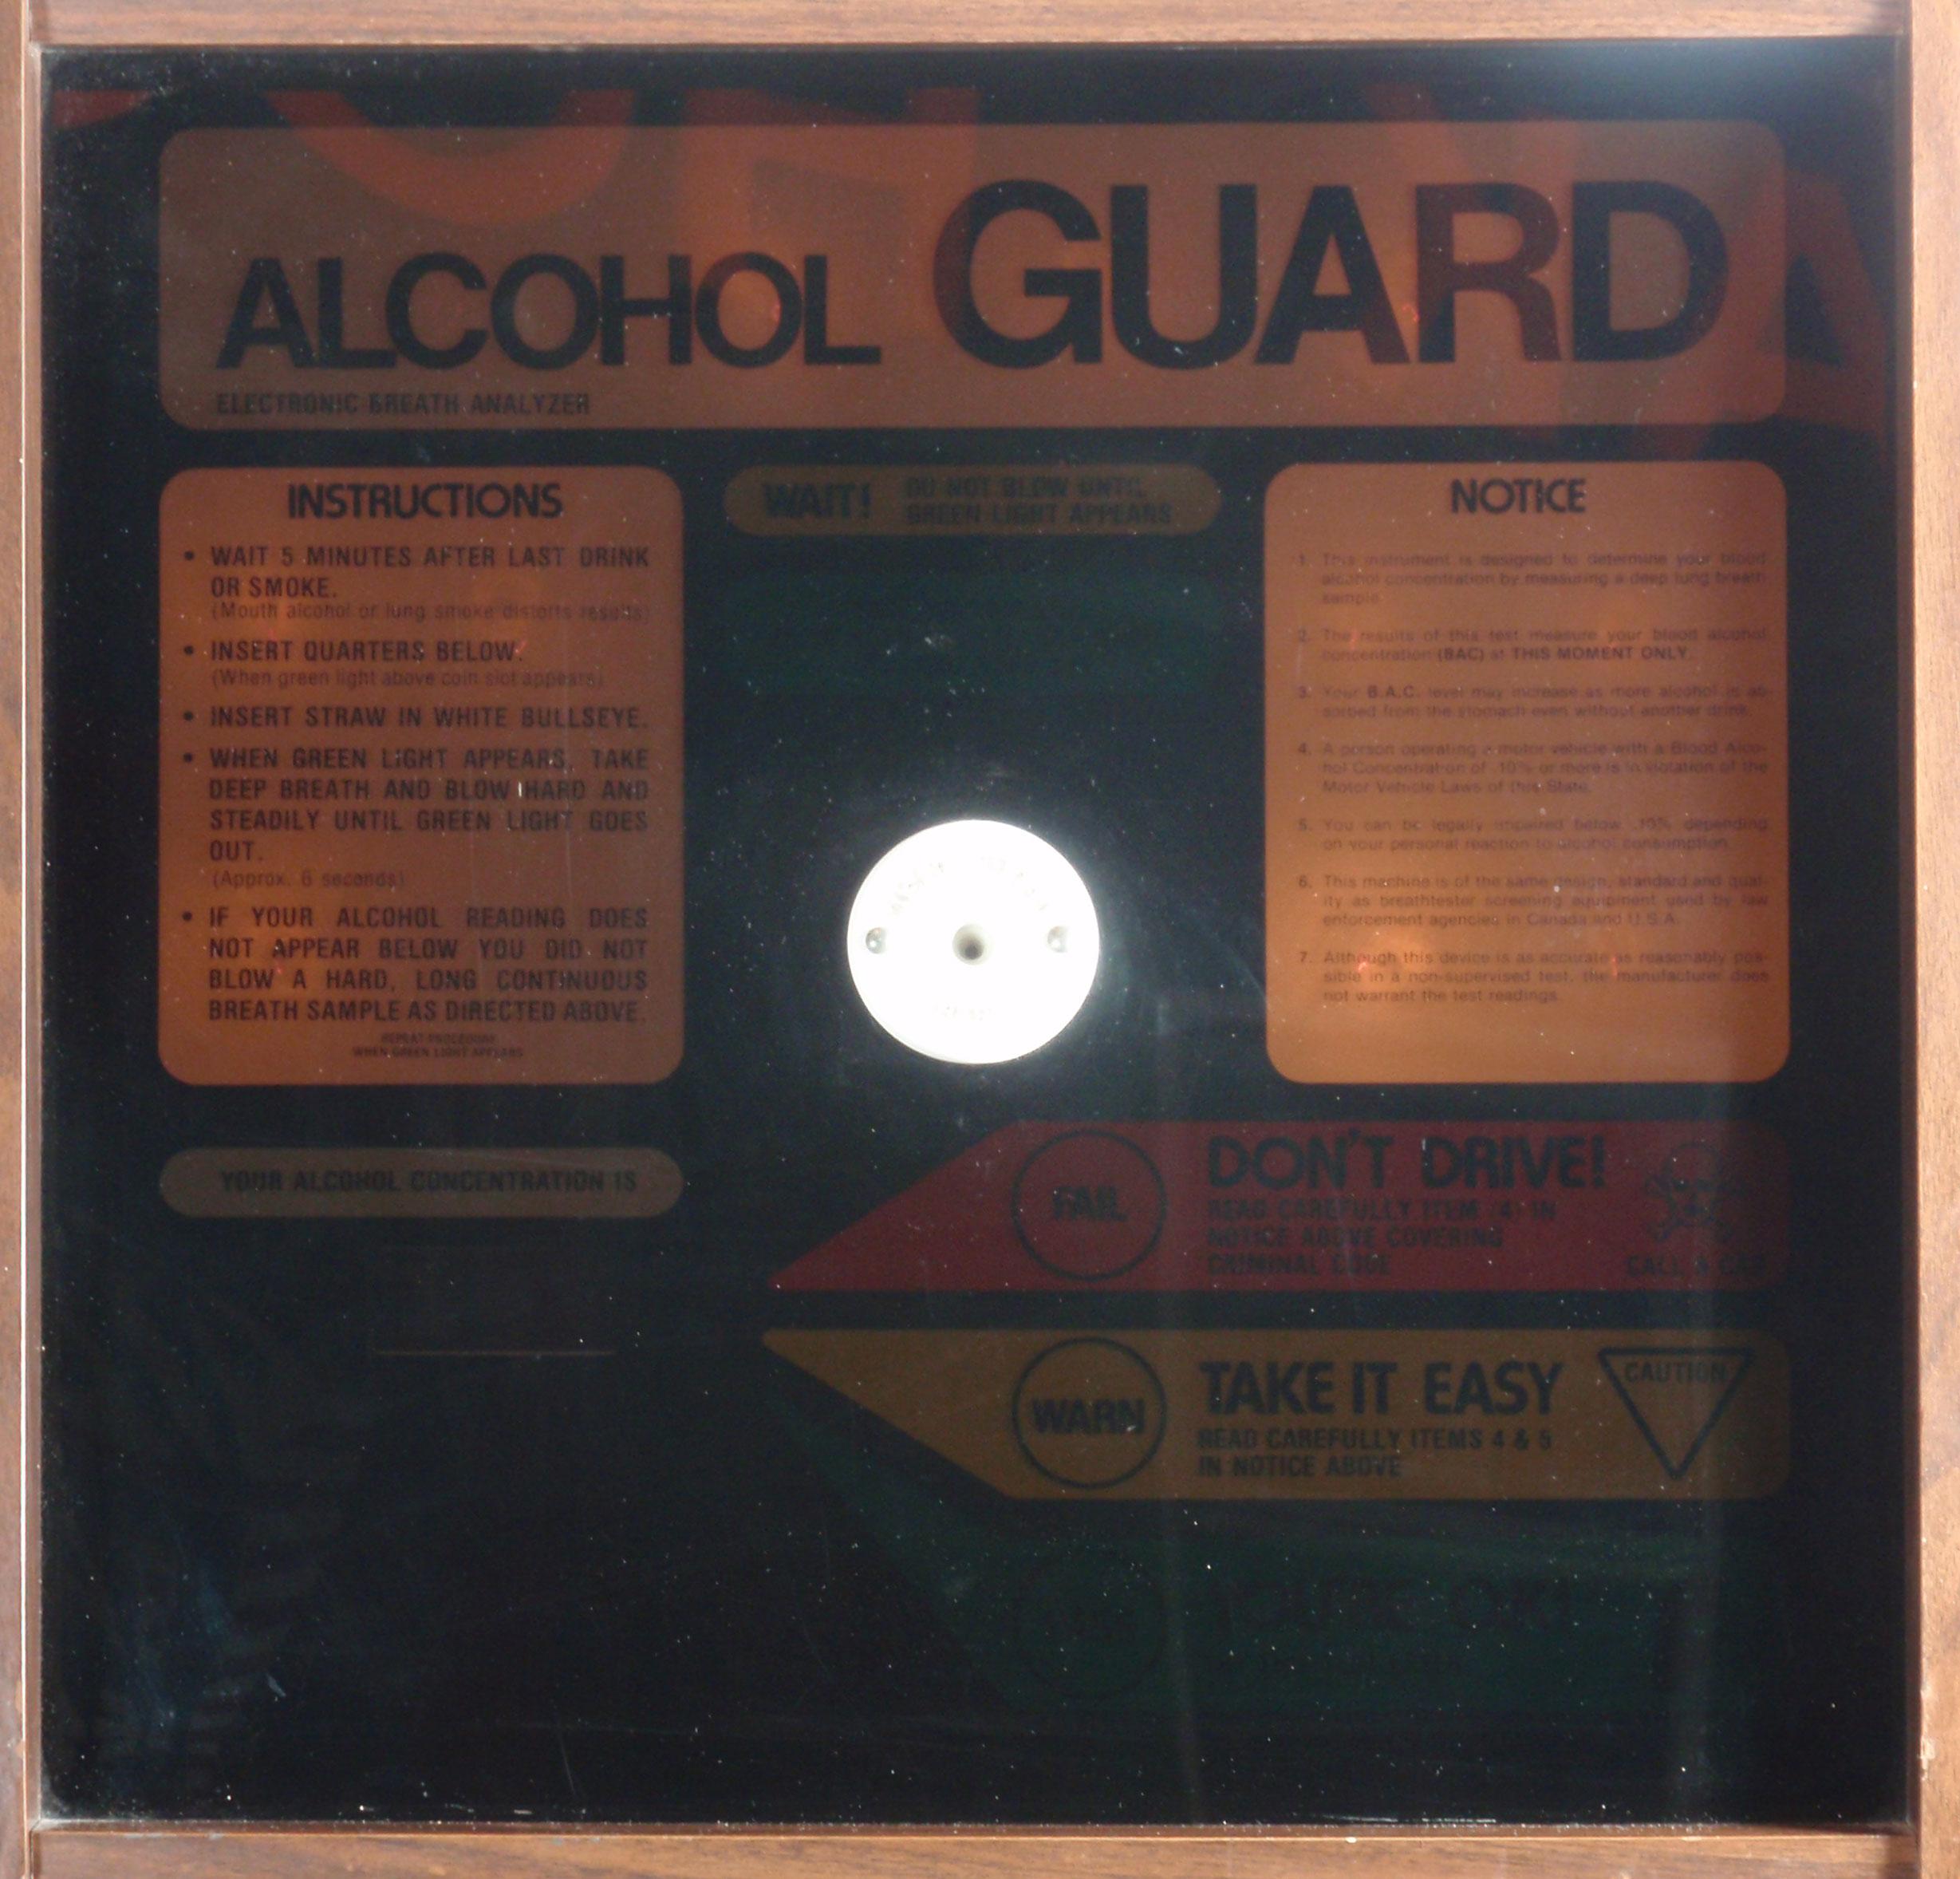 ALCOHOL GUARD
ELECTRONIC BREATH ANALYZER
INSTRUCTIONS
• WAIT 5 MINUTES AFTER LAST DRINK
OR SMOKE.
(Mouth alcohol or lung smoke distorts results)
• INSERT QUARTERS BELOW.
(When green light above coin slot appears)
• INSERT STRAW IN WHITE BULLSEYE.
• WHEN GREEN LIGHT APPEARS, TAKE
DEEP BREATH AND BLOW HARD AND
STEADILY UNTIL GREEN LIGHT GOES
OUT.
(Approx. 6 seconds)
• IF YOUR ALCOHOL READING DOES
NOT APPEAR BELOW YOU DID NOT
BLOW A HARD, LONG CONTINUOUS
BREATH SAMPLE AS DIRECTED ABOVE.
REPEAT PROCEDURE
WHEN GREEN LIGHT APPEARS
WAIT! DO NOT BLOW UNTIL
GREEN LIGHT APPEARS
NOTICE
1. This instrument is designed to determine your blood
alcohol concentration by measuring a deep lung breath
sample.
2. The results of this test measure your blood alcohol
concentration (BAC) at THIS MOMENT ONLY.
3. Your B.A.C. level may increase as more alcohol is ab-
sorbed from the stomach even without another drink.
4. A person operating a motor vehicle with a Blood Alco-
hol Concentration of .10% or more is in violation of the
Motor Vehicle Laws of this State.
5. You can be legally impaired below .10% depending
on your personal reaction to alcohol consumption.
6. This machine is of the same design, standard and qual-
ity as breathtester screening equipment used by law
enforcement agencies in Canada and U.S.A.
7. Although this device is as accurate as reasonably pos-
sible in a non-supervised test, the manufacturer does
not warrant the test readings.
YOUR ALCOHOL CONCENTRATION IS
FAIL
DON'T DRIVE!
READ CAREFULLY ITEM (4) IN
NOTICE ABOVE COVERING
CRIMINAL CODE
CALL A CAB
WARN
TAKE IT EASY
READ CAREFULLY ITEMS 4 & 5
IN NOTICE ABOVE
CAUTION
YOU'RE OK!